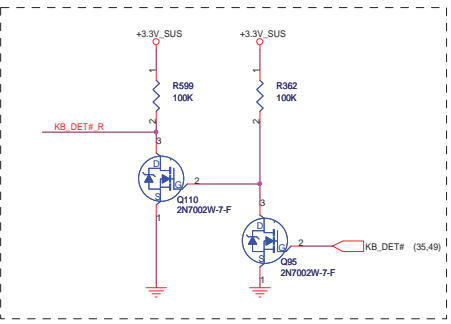 +3.3V_SUS +3.3V_SUS
1 1
R599 R362
100K 100K
2 2
KB_DET#_R
3
D
G 2
S
Q110
2N7002W-7-F
1
3
D
G 2
KB_DET# (35,49)
S
Q95
2N7002W-7-F
1